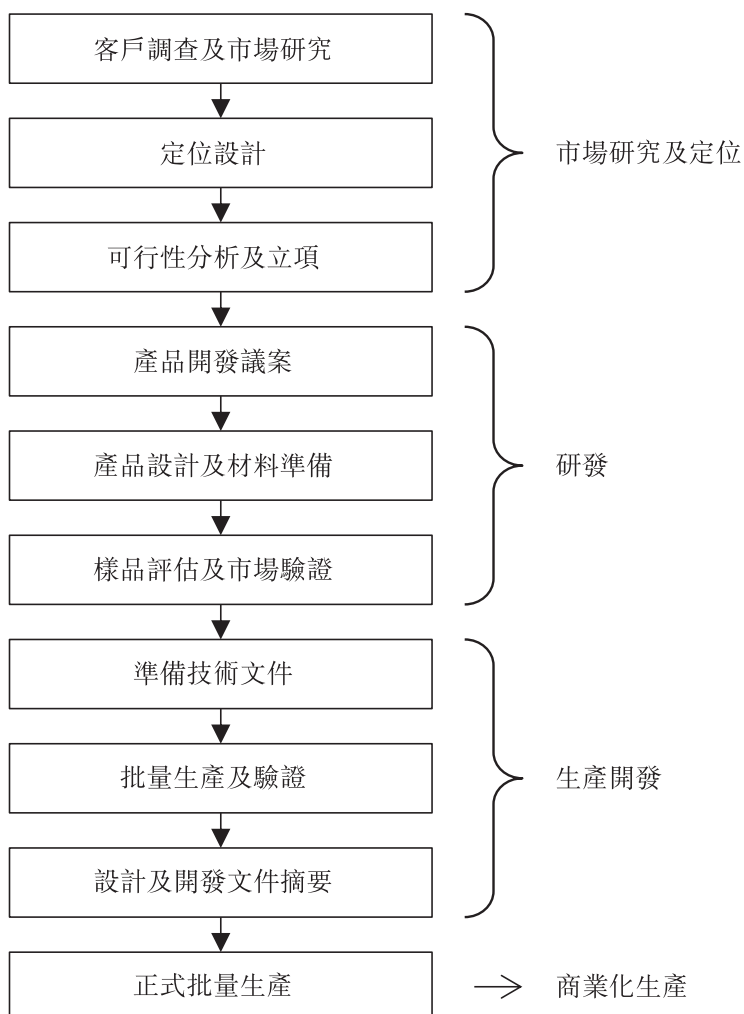 客戶調查及市場研究
定位設計
市場研究及定位
可行性分析及立項
產品開發議案
產品設計及材料準備
研發
樣品評估及市場驗證
準備技術文件
批量生產及驗證
生產開發
設計及開發文件摘要
正式批量生產
商業化生產